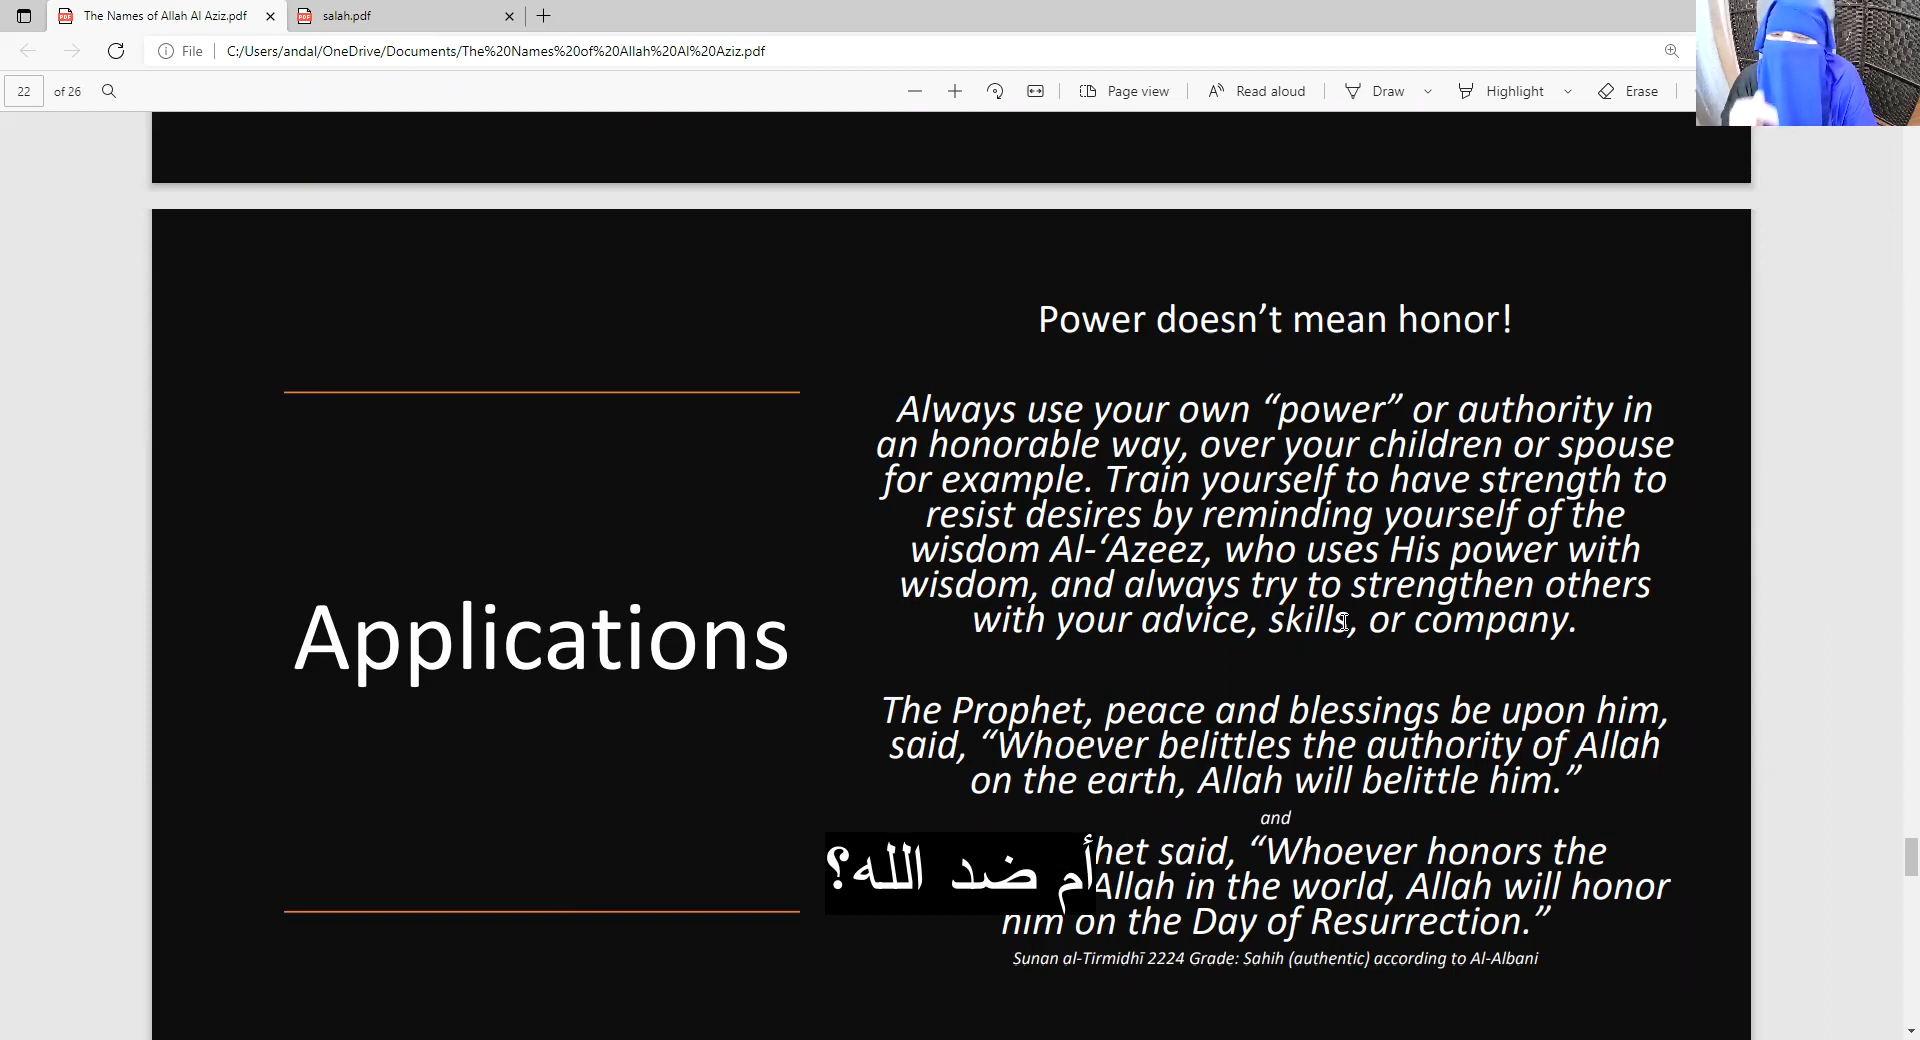 The Names of Allah Al Aziz.pdf
salah.pdf
File
C:/Users/andal/OneDrive/Documents/The%20Names%20of%20Allah%20Al%20Aziz.pdf
22 of 26
Page view
Read aloud
Draw
Highlight
Erase
Power doesn’t mean honor!
Always use your own “power” or authority in
an honorable way, over your children or spouse
for example. Train yourself to have strength to
resist desires by reminding yourself of the
wisdom Al-‘Azeez, who uses His power with
wisdom, and always try to strengthen others
with your advice, skills, or company.
Applications
The Prophet, peace and blessings be upon him,
said, “Whoever belittles the authority of Allah
on the earth, Allah will belittle him.”
and
het said, “Whoever honors the
Allah in the world, Allah will honor
him on the Day of Resurrection.”
أم ضد الله؟
Sunan al-Tirmidhī 2224 Grade: Sahih (authentic) according to Al-Albani